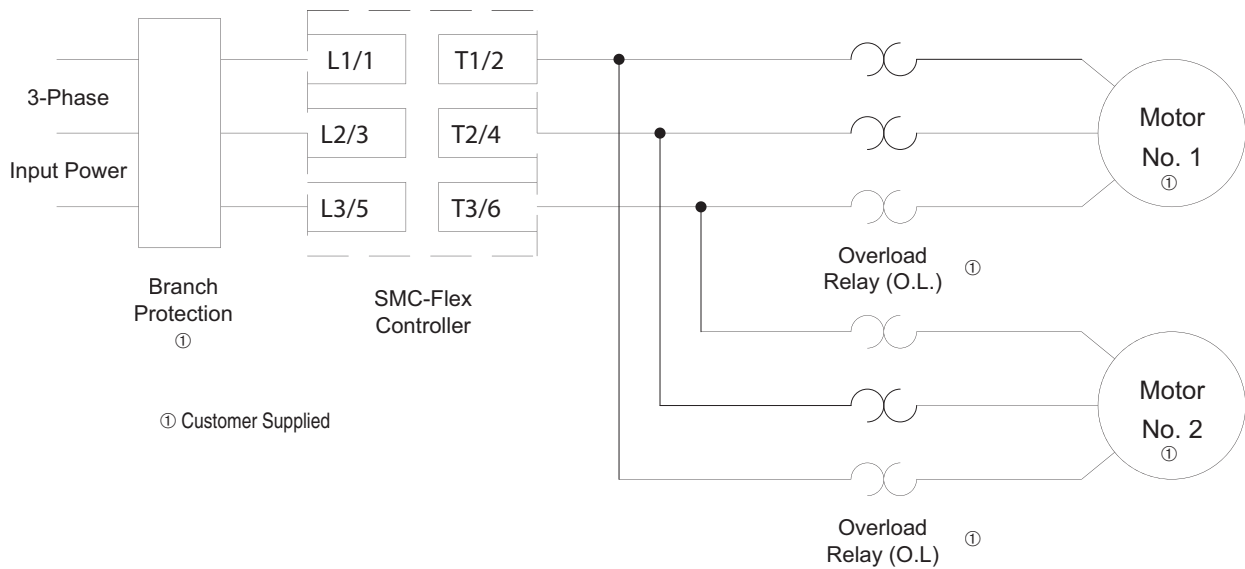 3-Phase
Input Power
L1/1
T1/2
L2/3
T2/4
L3/5
T3/6
Motor
No. 1
①
Overload
Relay (O.L.) ①
Branch
Protection
①
SMC-Flex
Controller
① Customer Supplied
Motor
No. 2
①
Overload
Relay (O.L) ①